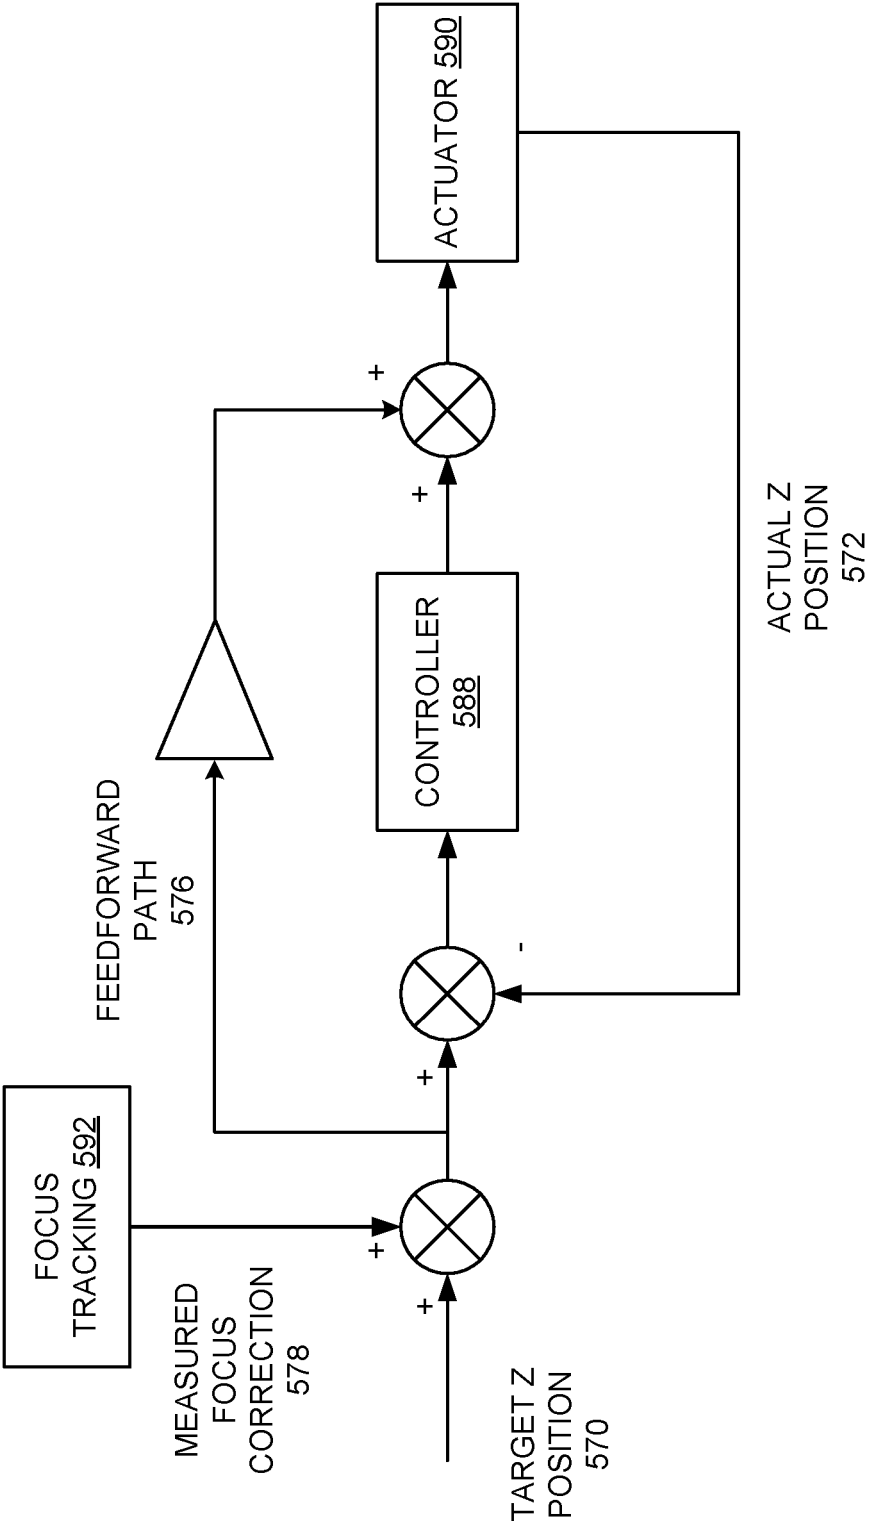 FOCUS
TRACKING 592
MEASURED
FOCUS
CORRECTION
578
TARGET Z
POSITION
570
+
+
FEEDFORWARD
PATH
576
+
-
CONTROLLER
588
+
+
ACTUATOR 590
ACTUAL Z
POSITION
572